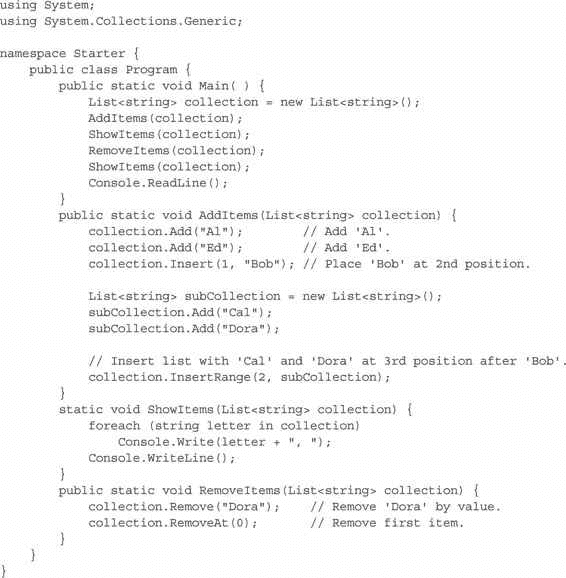 using System;
using System.Collections.Generic;

namespace Starter {
    public class Program {
        public static void Main( ) {
            List<string> collection = new List<string>();
            AddItems(collection);
            ShowItems(collection);
            RemoveItems(collection);
            ShowItems(collection);
            Console.ReadLine();
        }
        public static void AddItems(List<string> collection) {
            collection.Add("Al");        // Add 'Al'.
            collection.Add("Ed");        // Add 'Ed'.
            collection.Insert(1, "Bob"); // Place 'Bob' at 2nd position.

            List<string> subCollection = new List<string>();
            subCollection.Add("Cal");
            subCollection.Add("Dora");

            // Insert list with 'Cal' and 'Dora' at 3rd position after 'Bob'.
            collection.InsertRange(2, subCollection);
        }
        static void ShowItems(List<string> collection) {
            foreach (string letter in collection)
                Console.Write(letter + ", ");
            Console.WriteLine();
        }
        public static void RemoveItems(List<string> collection) {
            collection.Remove("Dora");    // Remove 'Dora' by value.
            collection.RemoveAt(0);       // Remove first item.
        }
    }
}